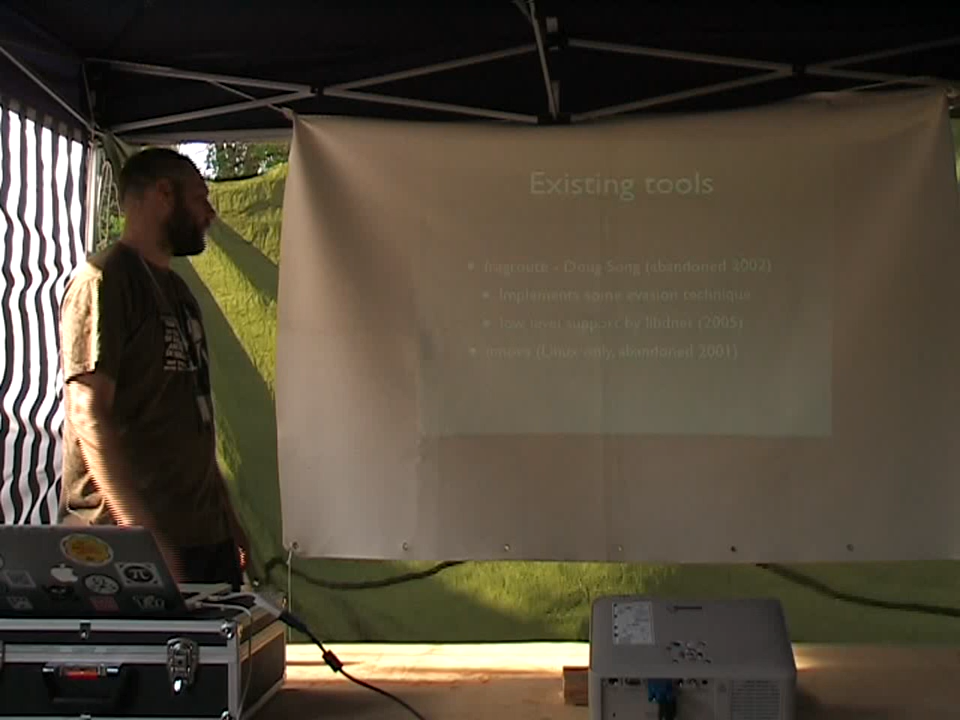 Existing tools
• fragroute - Doug Song (abandoned 2002)
• Implements some evasion technique
• low level support by libdnet (2005)
• (Linux only, abandoned 2001)